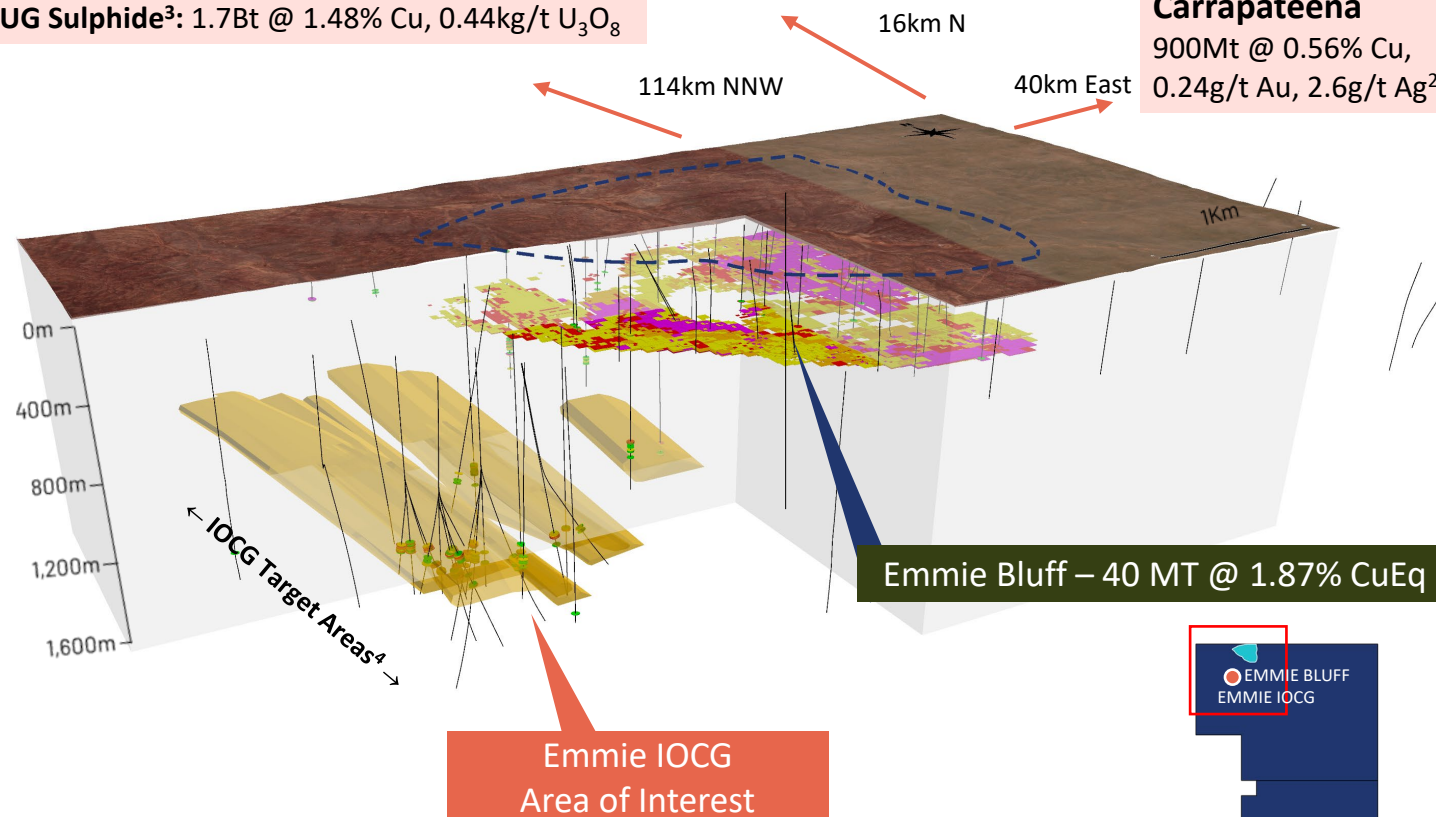 UG Sulphide³: 1.7Bt @ 1.48% Cu, 0.44kg/t U₃O₈
Carrapateena
900Mt @ 0.56% Cu,
0.24g/t Au, 2.6g/t Ag²
16km N
114km NNW
40km East
1Km
0m
400m
800m
1,200m
1,600m
← IOCG Target Areas⁴ →
Emmie Bluff – 40 MT @ 1.87% CuEq
Emmie IOCG
Area of Interest
EMMIE BLUFF
EMMIE IOCG